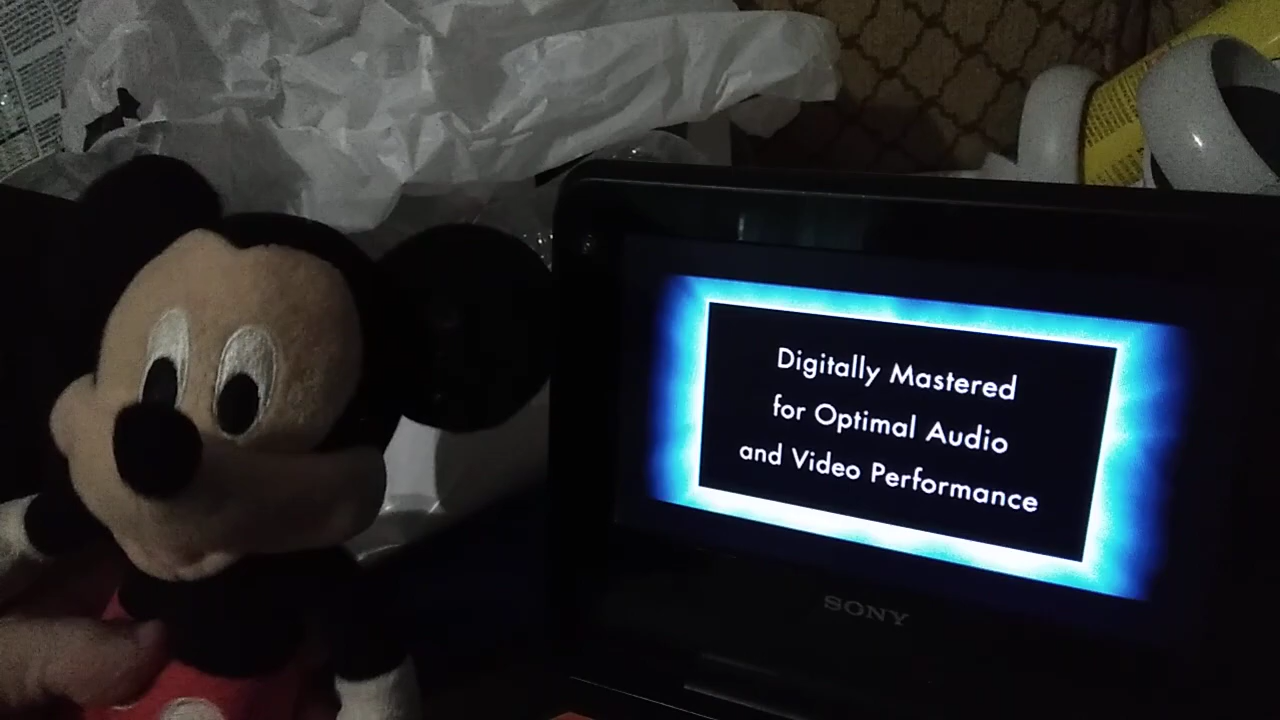 Digitally Mastered
for Optimal Audio
and Video Performance
SONY